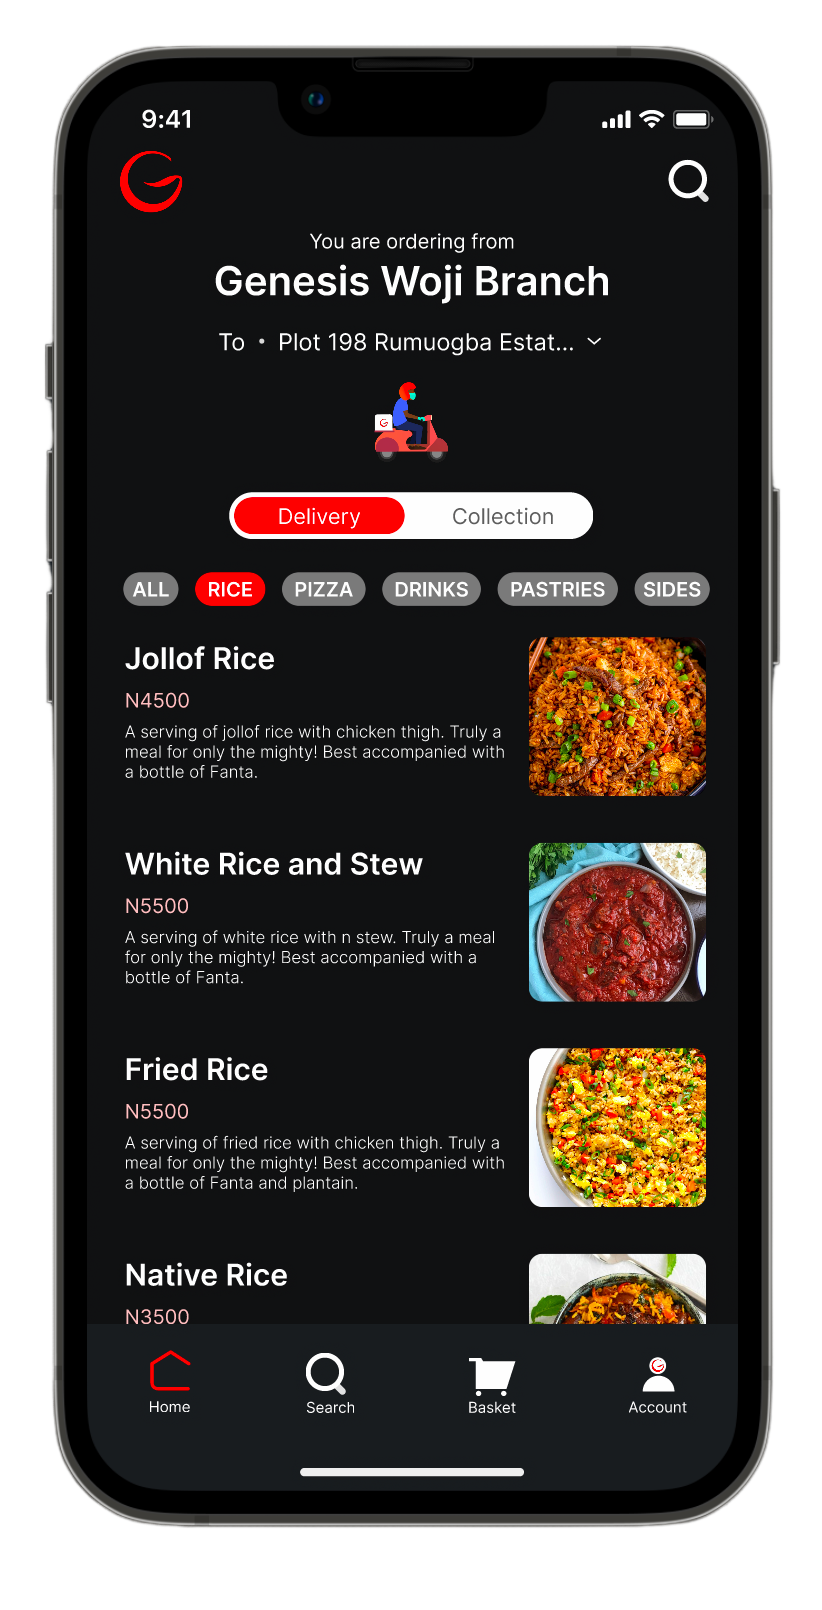 9:41
You are ordering from
Genesis Woji Branch
To • Plot 198 Rumuogba Estat...
Delivery Collection
ALL RICE PIZZA DRINKS PASTRIES SIDES
Jollof Rice
N4500
A serving of jollof rice with chicken thigh. Truly a
meal for only the mighty! Best accompanied with
a bottle of Fanta.
White Rice and Stew
N5500
A serving of white rice with n stew. Truly a meal
for only the mighty! Best accompanied with a
bottle of Fanta.
Fried Rice
N5500
A serving of fried rice with chicken thigh. Truly a
meal for only the mighty! Best accompanied with
a bottle of Fanta and plantain.
Native Rice
N3500
Home Search Basket Account